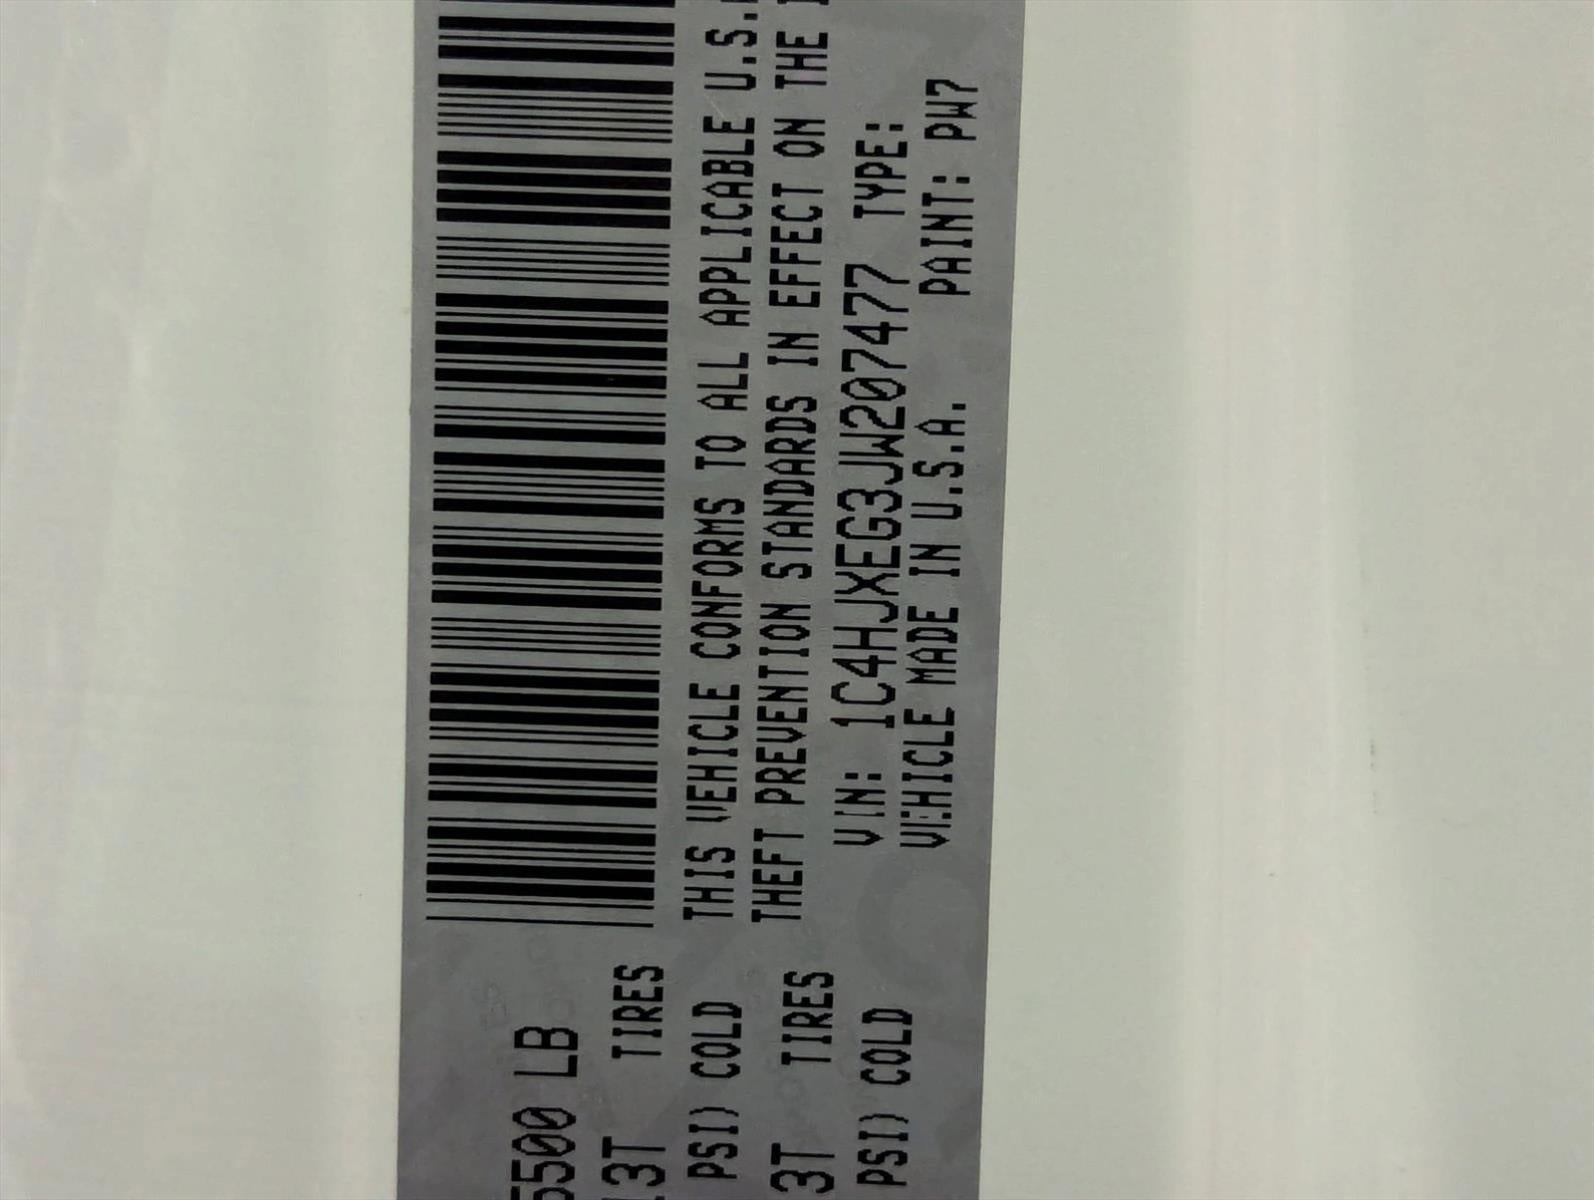 5500 LB
13T TIRES
PSI) COLD
3T TIRES
PSI) COLD
THIS VEHICLE CONFORMS TO ALL APPLICABLE U.S.
THEFT PREVENTION STANDARDS IN EFFECT ON THE
VIN: 1C4HJXEG3JW207477 TYPE:
VEHICLE MADE IN U.S.A. PAINT: PW7